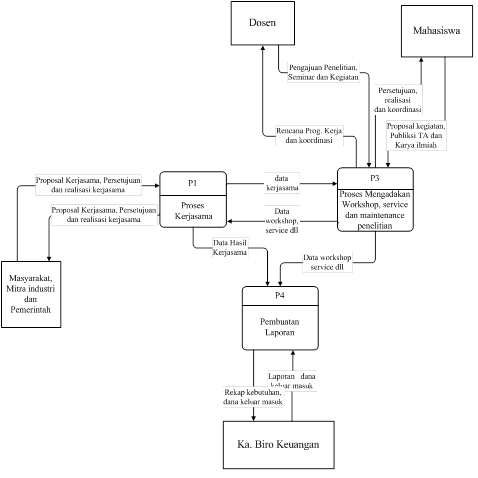 Dosen
Mahasiswa
Pengajuan Penelitian,
Seminar dan Kegiatan
Persetujuan,
realisasi
dan koordinasi
Rencana Prog. Kerja
dan koordinasi
Proposal kegiatan,
Publiksi TA dan
Karya ilmiah
Proposal Kerjasama, Persetujuan
dan realisasi kerjasama
P1
Proses
Kerjasama
data
kerjasama
P3
Proses Mengadakan
Workshop, service
dan maintenance
penelitian
Proposal Kerjasama, Persetujuan
dan realisasi kerjasama
Data
workshop,
service dll
Data Hasil
Kerjasama
Data workshop
service dll
Masyarakat,
Mitra industri
dan
Pemerintah
P4
Pembuatan
Laporan
Laporan dana
keluar masuk
Rekap kebutuhan,
dana keluar masuk
Ka. Biro Keuangan